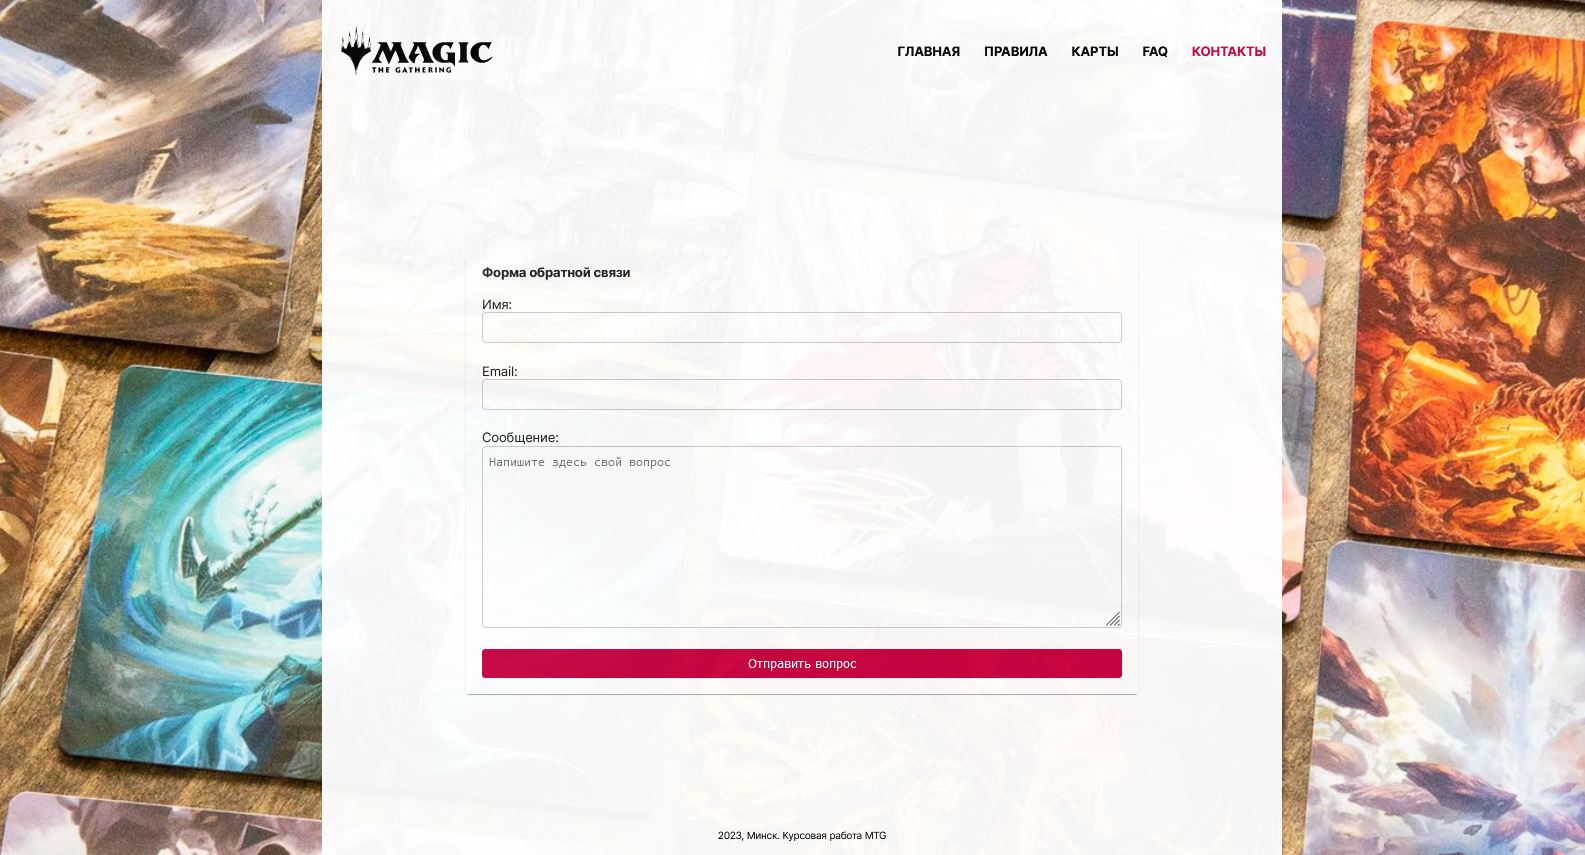 MAGIC
THE GATHERING
ГЛАВНАЯ ПРАВИЛА КАРТЫ FAQ КОНТАКТЫ
Форма обратной связи
Имя:
Email:
Сообщение:
Напишите здесь свой вопрос
Отправить вопрос
2023, Минск. Курсовая работа MTG